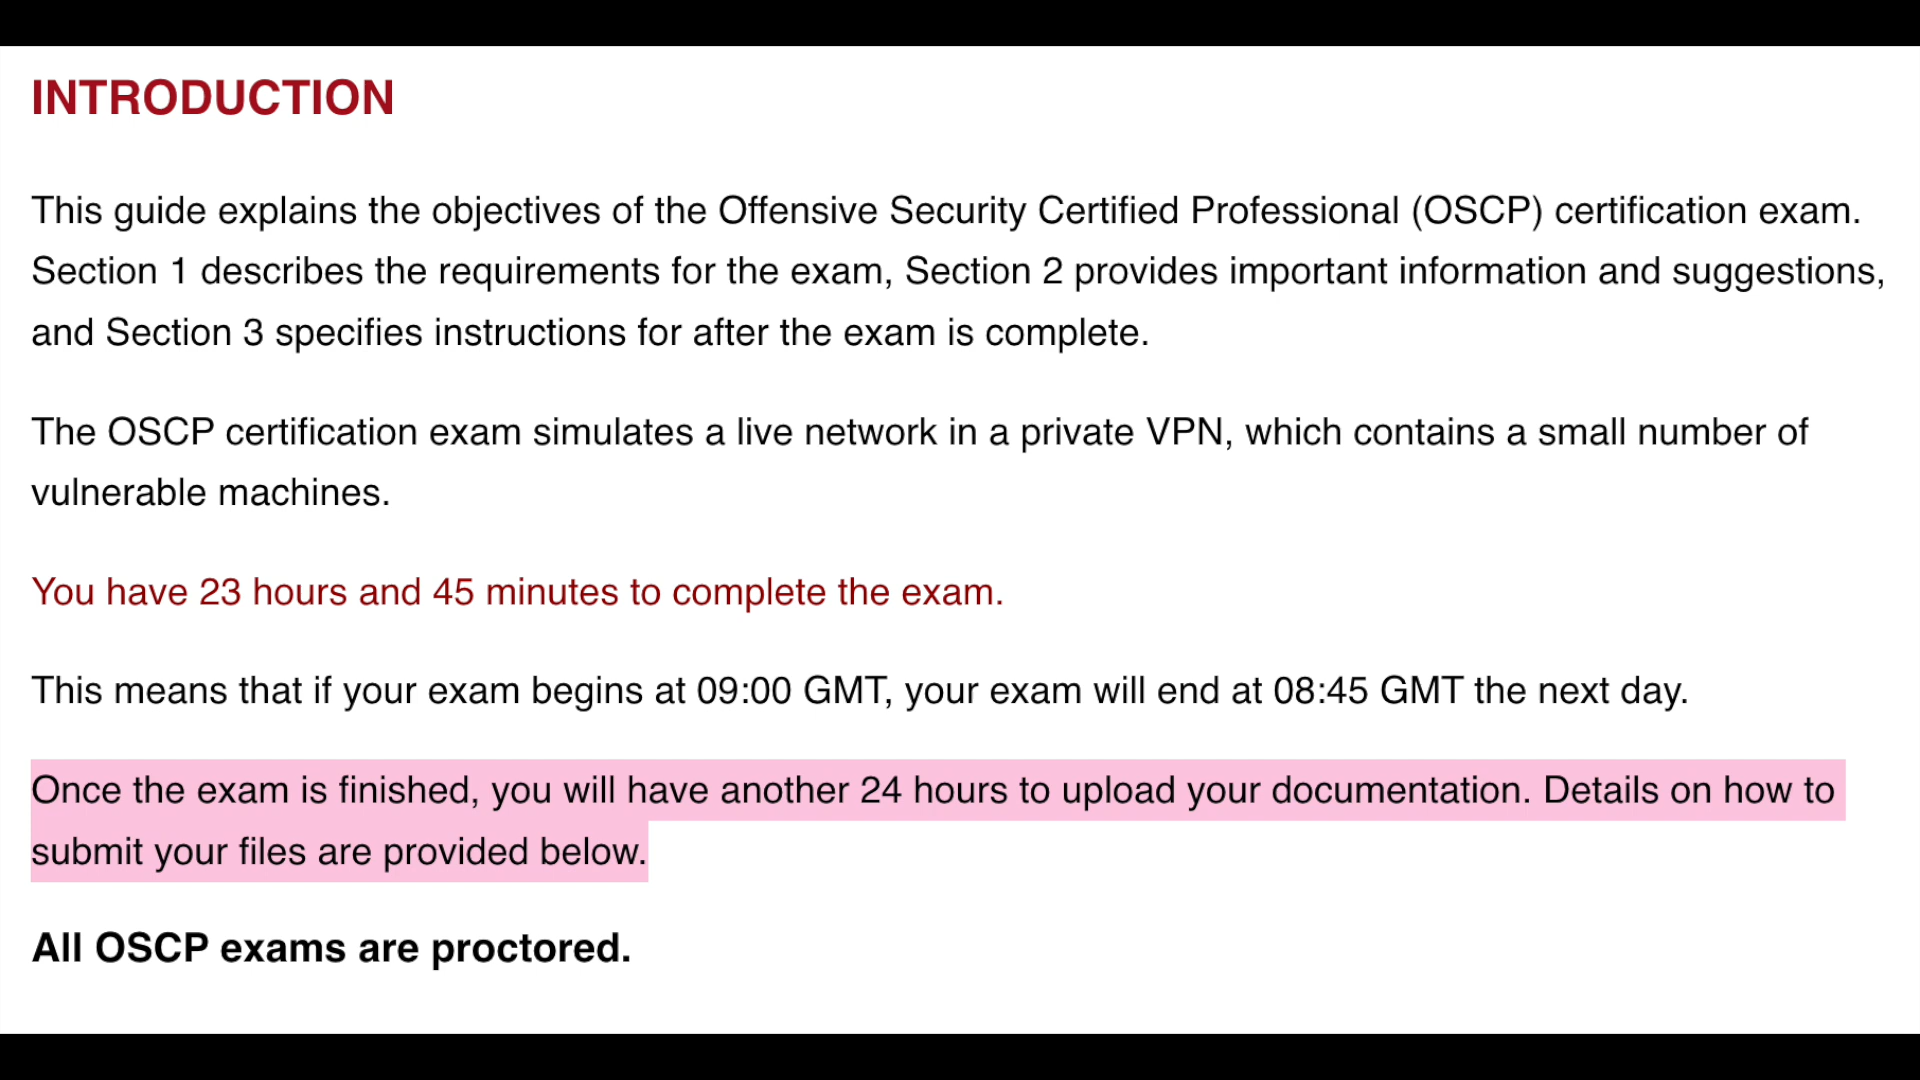 INTRODUCTION
This guide explains the objectives of the Offensive Security Certified Professional (OSCP) certification exam.
Section 1 describes the requirements for the exam, Section 2 provides important information and suggestions,
and Section 3 specifies instructions for after the exam is complete.
The OSCP certification exam simulates a live network in a private VPN, which contains a small number of
vulnerable machines.
You have 23 hours and 45 minutes to complete the exam.
This means that if your exam begins at 09:00 GMT, your exam will end at 08:45 GMT the next day.
Once the exam is finished, you will have another 24 hours to upload your documentation. Details on how to
submit your files are provided below.
All OSCP exams are proctored.